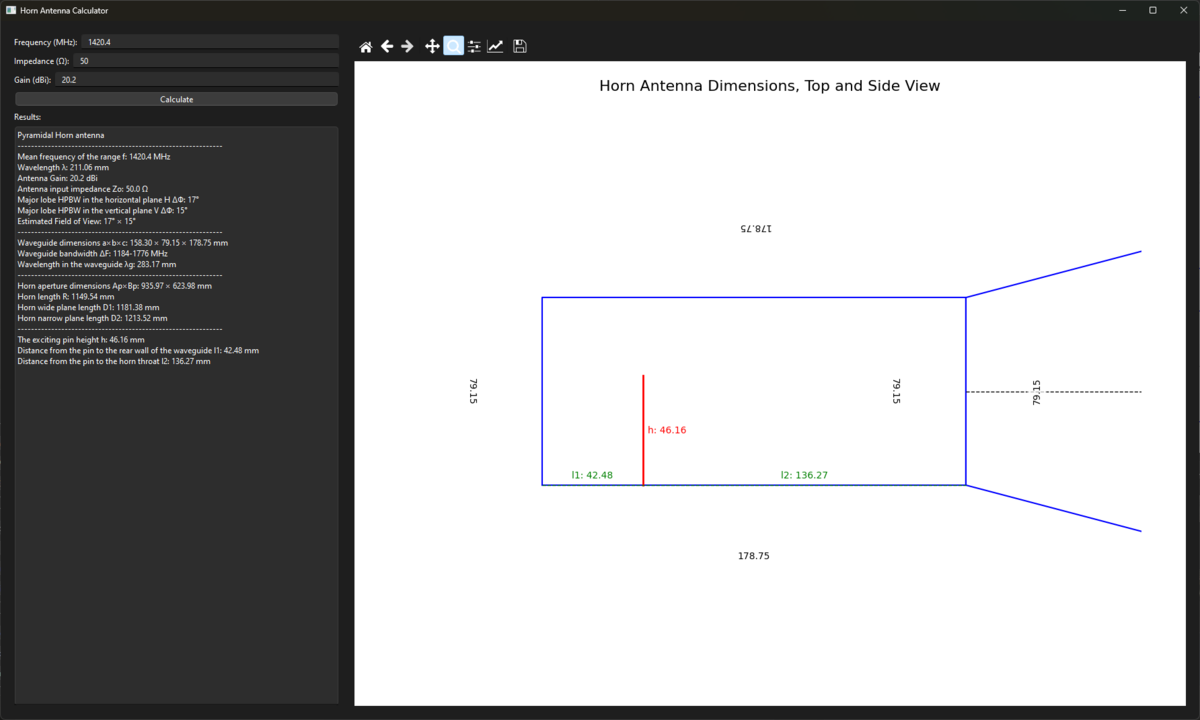 Horn Antenna Calculator
Frequency (MHz): 1420.4
Impedance (Ω): 50
Gain (dBi): 20.2
Calculate
Results:
Pyramidal Horn antenna
------------------------------------------------------------
Mean frequency of the range f: 1420.4 MHz
Wavelength λ: 211.06 mm
Antenna Gain: 20.2 dBi
Antenna input impedance Zo: 50.0 Ω
Major lobe HPBW in the horizontal plane H ΔΦ: 17°
Major lobe HPBW in the vertical plane V ΔΦ: 15°
Estimated Field of View: 17° × 15°
------------------------------------------------------------
Waveguide dimensions a×b×c: 158.30 × 79.15 × 178.75 mm
Waveguide bandwidth ΔF: 1184-1776 MHz
Wavelength in the waveguide λg: 283.17 mm
------------------------------------------------------------
Horn aperture dimensions Ap×Bp: 935.97 × 623.98 mm
Horn length R: 1149.54 mm
Horn wide plane length D1: 1181.38 mm
Horn narrow plane length D2: 1213.52 mm
------------------------------------------------------------
The exciting pin height h: 46.16 mm
Distance from the pin to the rear wall of the waveguide l1: 42.48 mm
Distance from the pin to the horn throat l2: 136.27 mm
Horn Antenna Dimensions, Top and Side View
178.75
79.15
79.15
79.15
h: 46.16
l1: 42.48
l2: 136.27
178.75